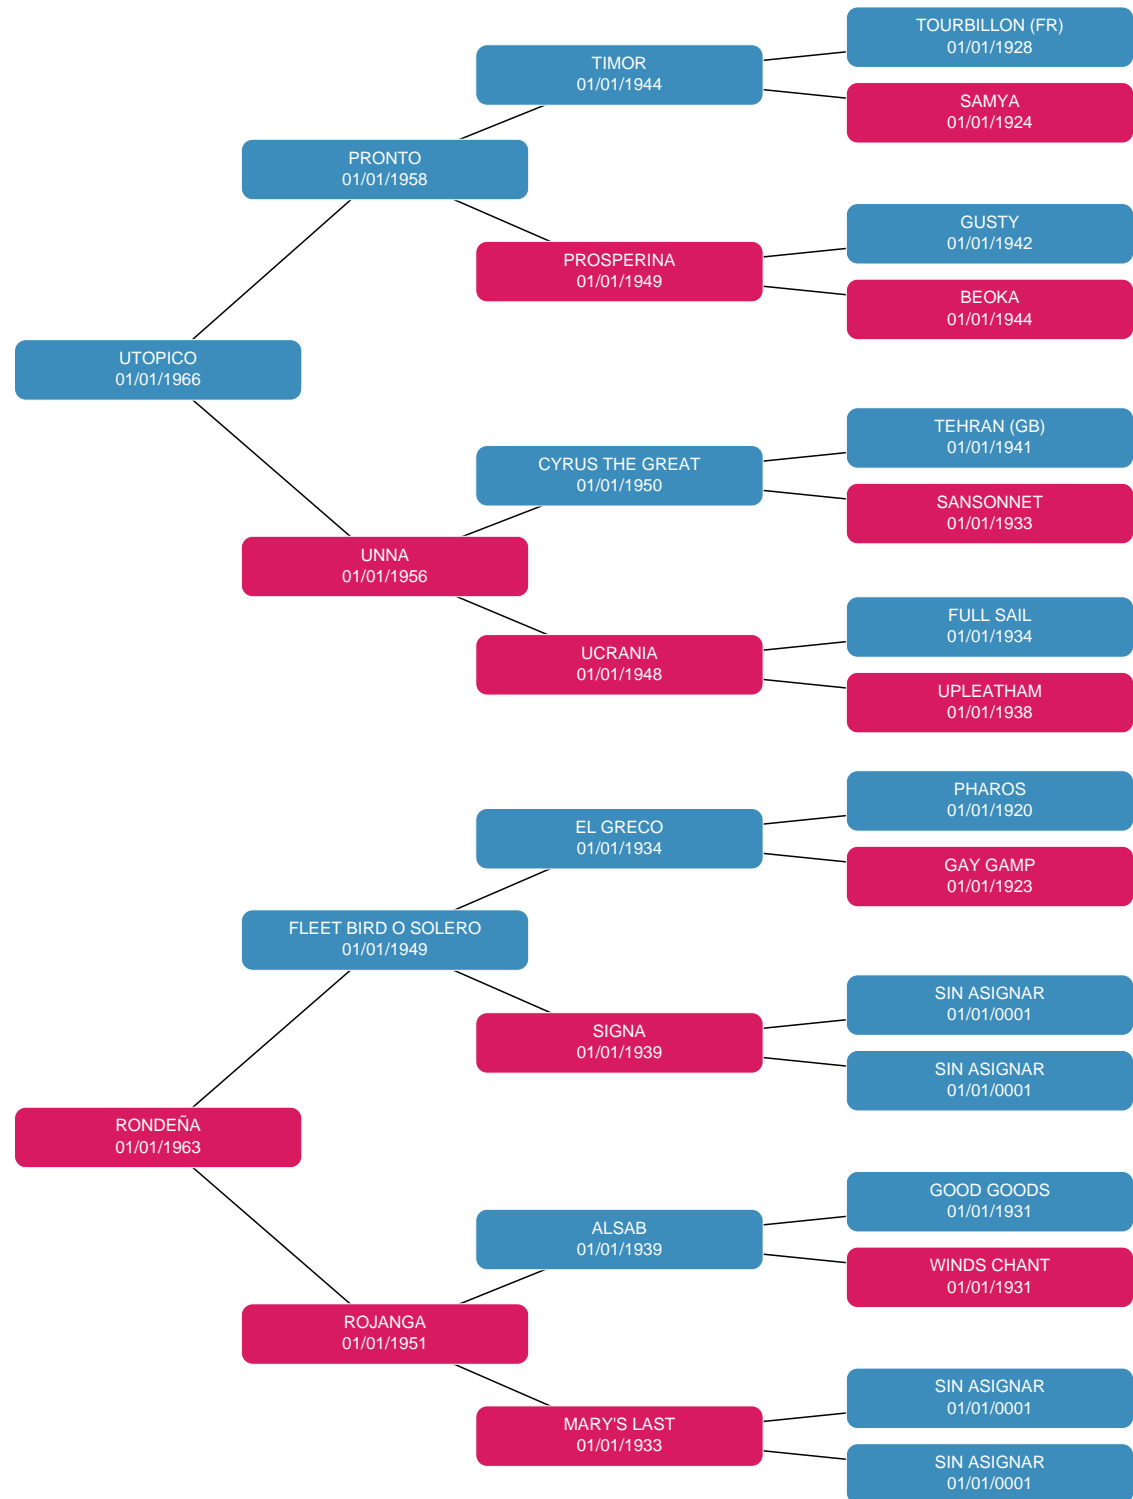 TOURBILLON (FR)
01/01/1928
TIMOR
01/01/1944
SAMYA
01/01/1924
PRONTO
01/01/1958
GUSTY
01/01/1942
PROSPERINA
01/01/1949
BEOKA
01/01/1944
UTOPICO
01/01/1966
TEHRAN (GB)
01/01/1941
CYRUS THE GREAT
01/01/1950
SANSONNET
01/01/1933
UNNA
01/01/1956
FULL SAIL
01/01/1934
UCRANIA
01/01/1948
UPLEATHAM
01/01/1938
PHAROS
01/01/1920
EL GRECO
01/01/1934
GAY GAMP
01/01/1923
FLEET BIRD O SOLERO
01/01/1949
SIN ASIGNAR
01/01/0001
SIGNA
01/01/1939
SIN ASIGNAR
01/01/0001
RONDEÑA
01/01/1963
GOOD GOODS
01/01/1931
ALSAB
01/01/1939
WINDS CHANT
01/01/1931
ROJANGA
01/01/1951
SIN ASIGNAR
01/01/0001
MARY'S LAST
01/01/1933
SIN ASIGNAR
01/01/0001